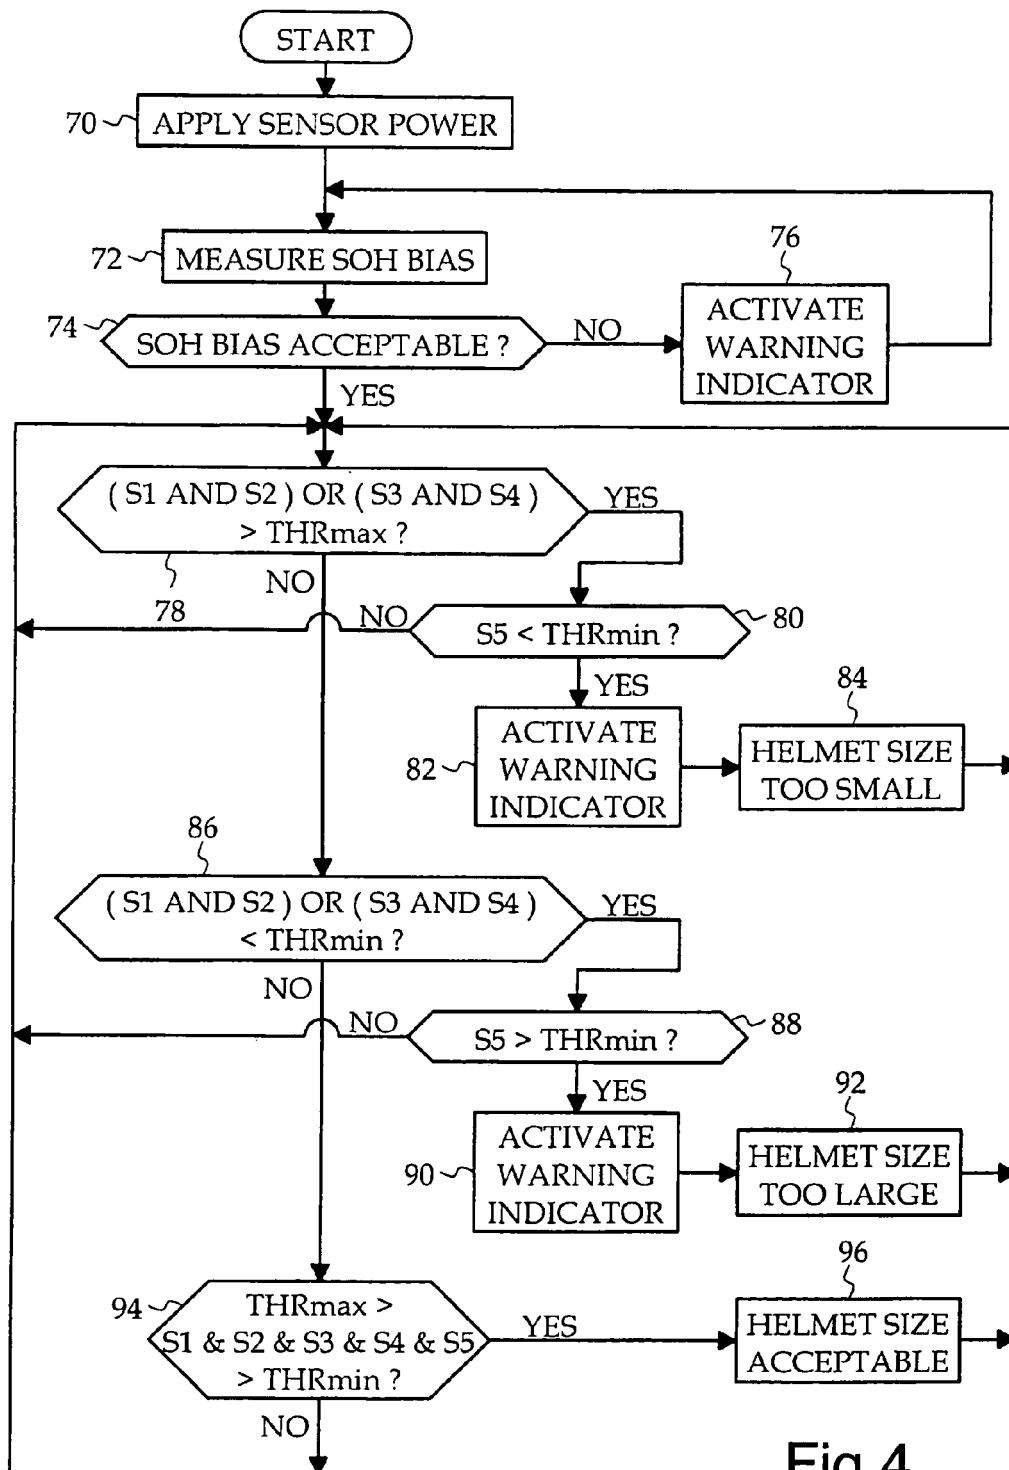 START
70
APPLY SENSOR POWER
72
MEASURE SOH BIAS
76
74
SOH BIAS ACCEPTABLE ?
NO
ACTIVATE
WARNING
INDICATOR
YES
( S1 AND S2 ) OR ( S3 AND S4 )
> THRmax ?
YES
NO
78
NO
S5 < THRmin ?
80
YES
84
82
ACTIVATE
WARNING
INDICATOR
HELMET SIZE
TOO SMALL
86
( S1 AND S2 ) OR ( S3 AND S4 )
< THRmin ?
YES
NO
NO
S5 > THRmin ?
88
YES
92
90
ACTIVATE
WARNING
INDICATOR
HELMET SIZE
TOO LARGE
96
94
THRmax >
S1 & S2 & S3 & S4 & S5
> THRmin ?
YES
HELMET SIZE
ACCEPTABLE
NO
Fig 4